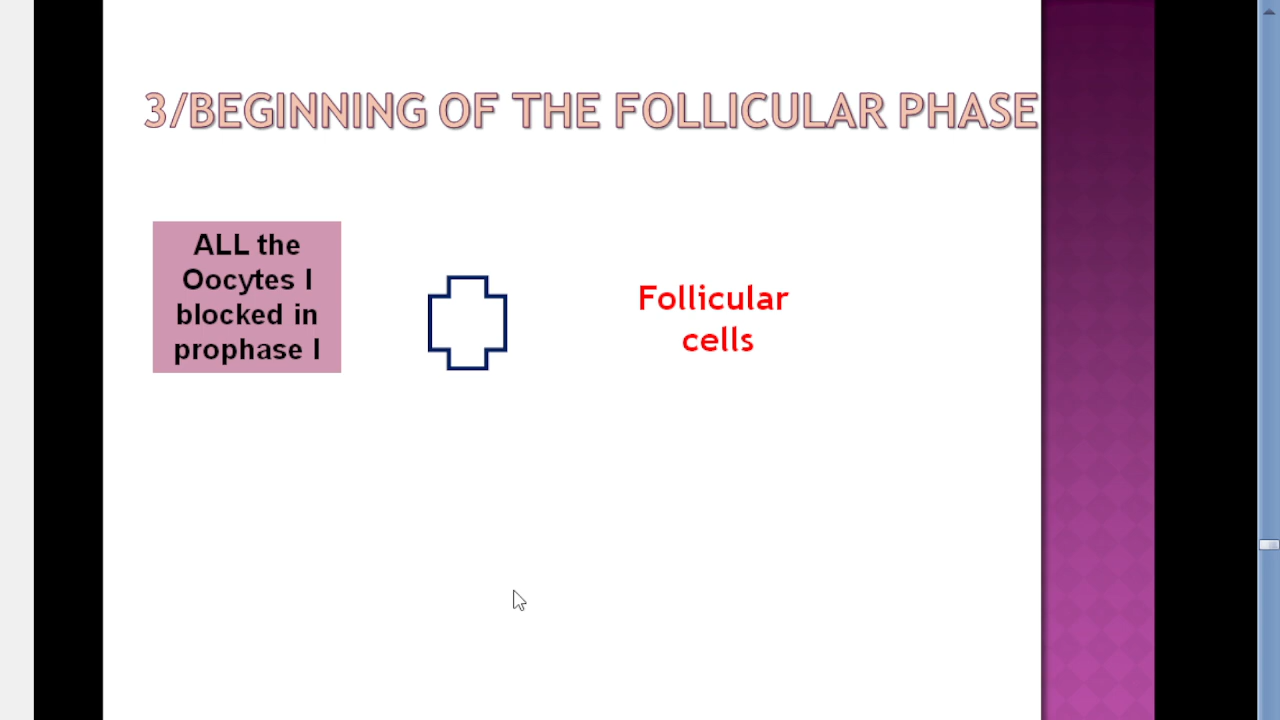 3/BEGINNING OF THE FOLLICULAR PHASE
ALL the
Oocytes I
blocked in
prophase I
Follicular
cells